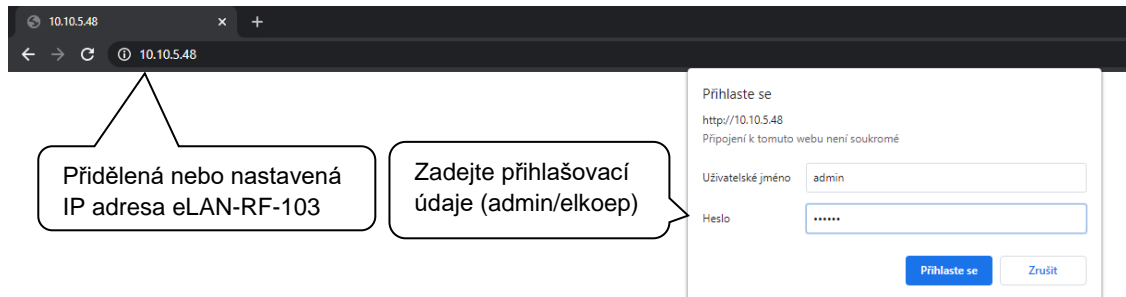 10.10.5.48
10.10.5.48
Přihlaste se
http://10.10.5.48
Připojení k tomuto webu není soukromé
Přidělená nebo nastavená
IP adresa eLAN-RF-103
Zadejte přihlašovací
údaje (admin/elkoep)
Uživatelské jméno admin
Heslo ••••••
Přihlaste se Zrušit